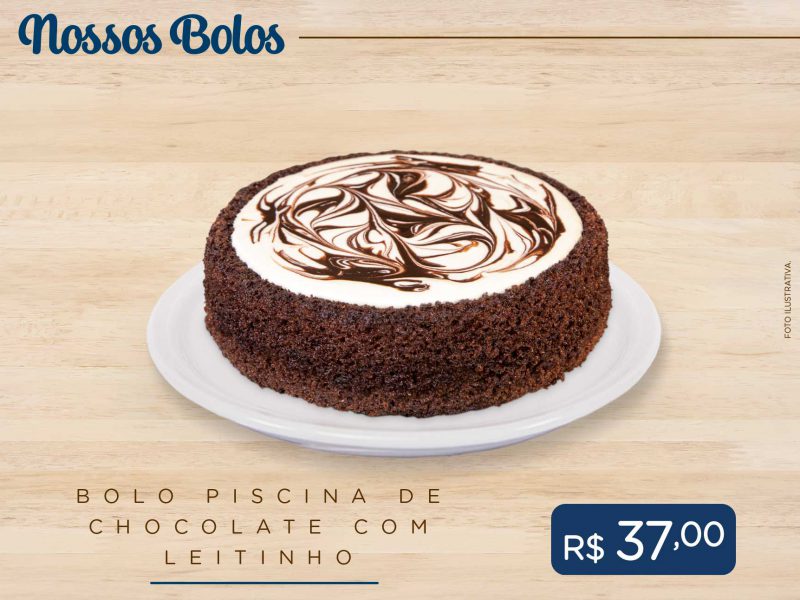 Nossos Bolos
FOTO ILUSTRATIVA.
BOLO PISCINA DE
CHOCOLATE COM
LEITINHO
R$ 37,00